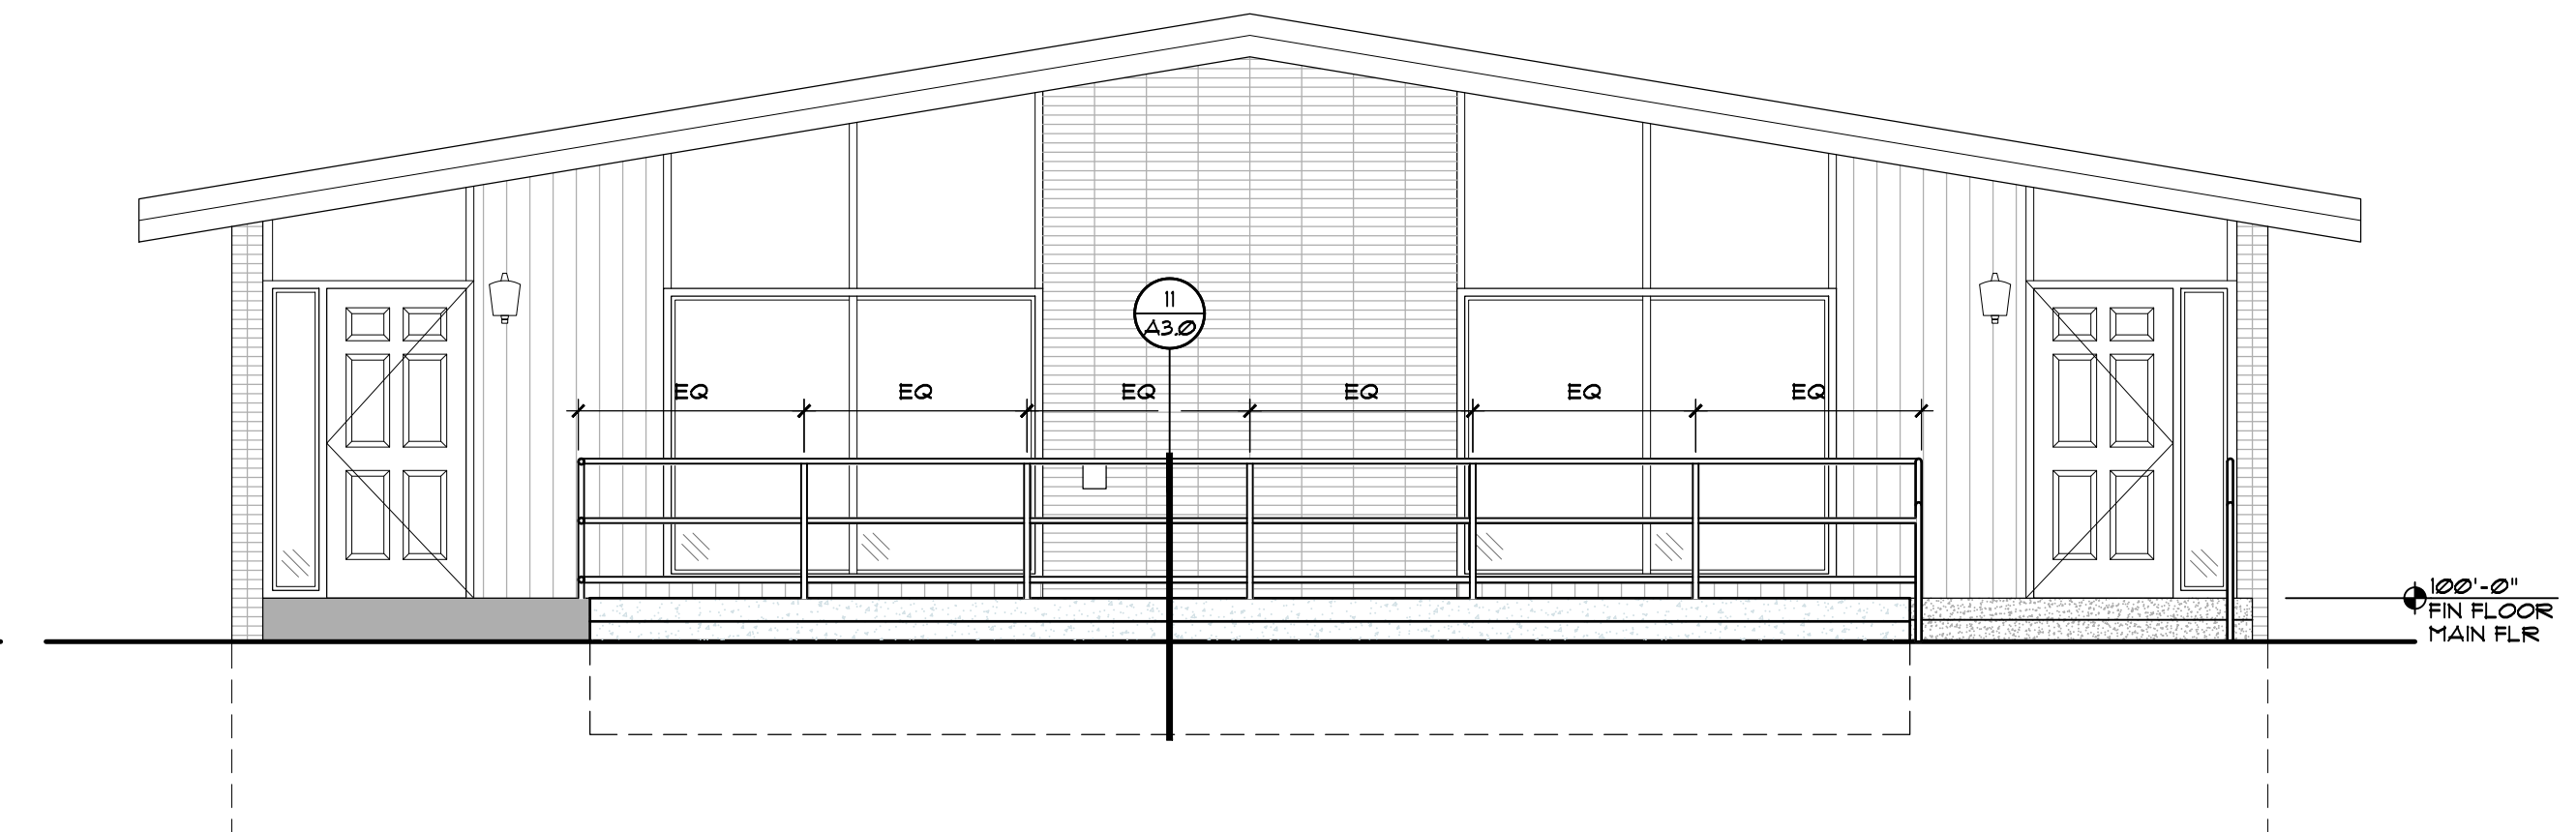 11
A3.0
EQ EQ EQ EQ EQ EQ
100'-0"
FIN FLOOR
MAIN FLR